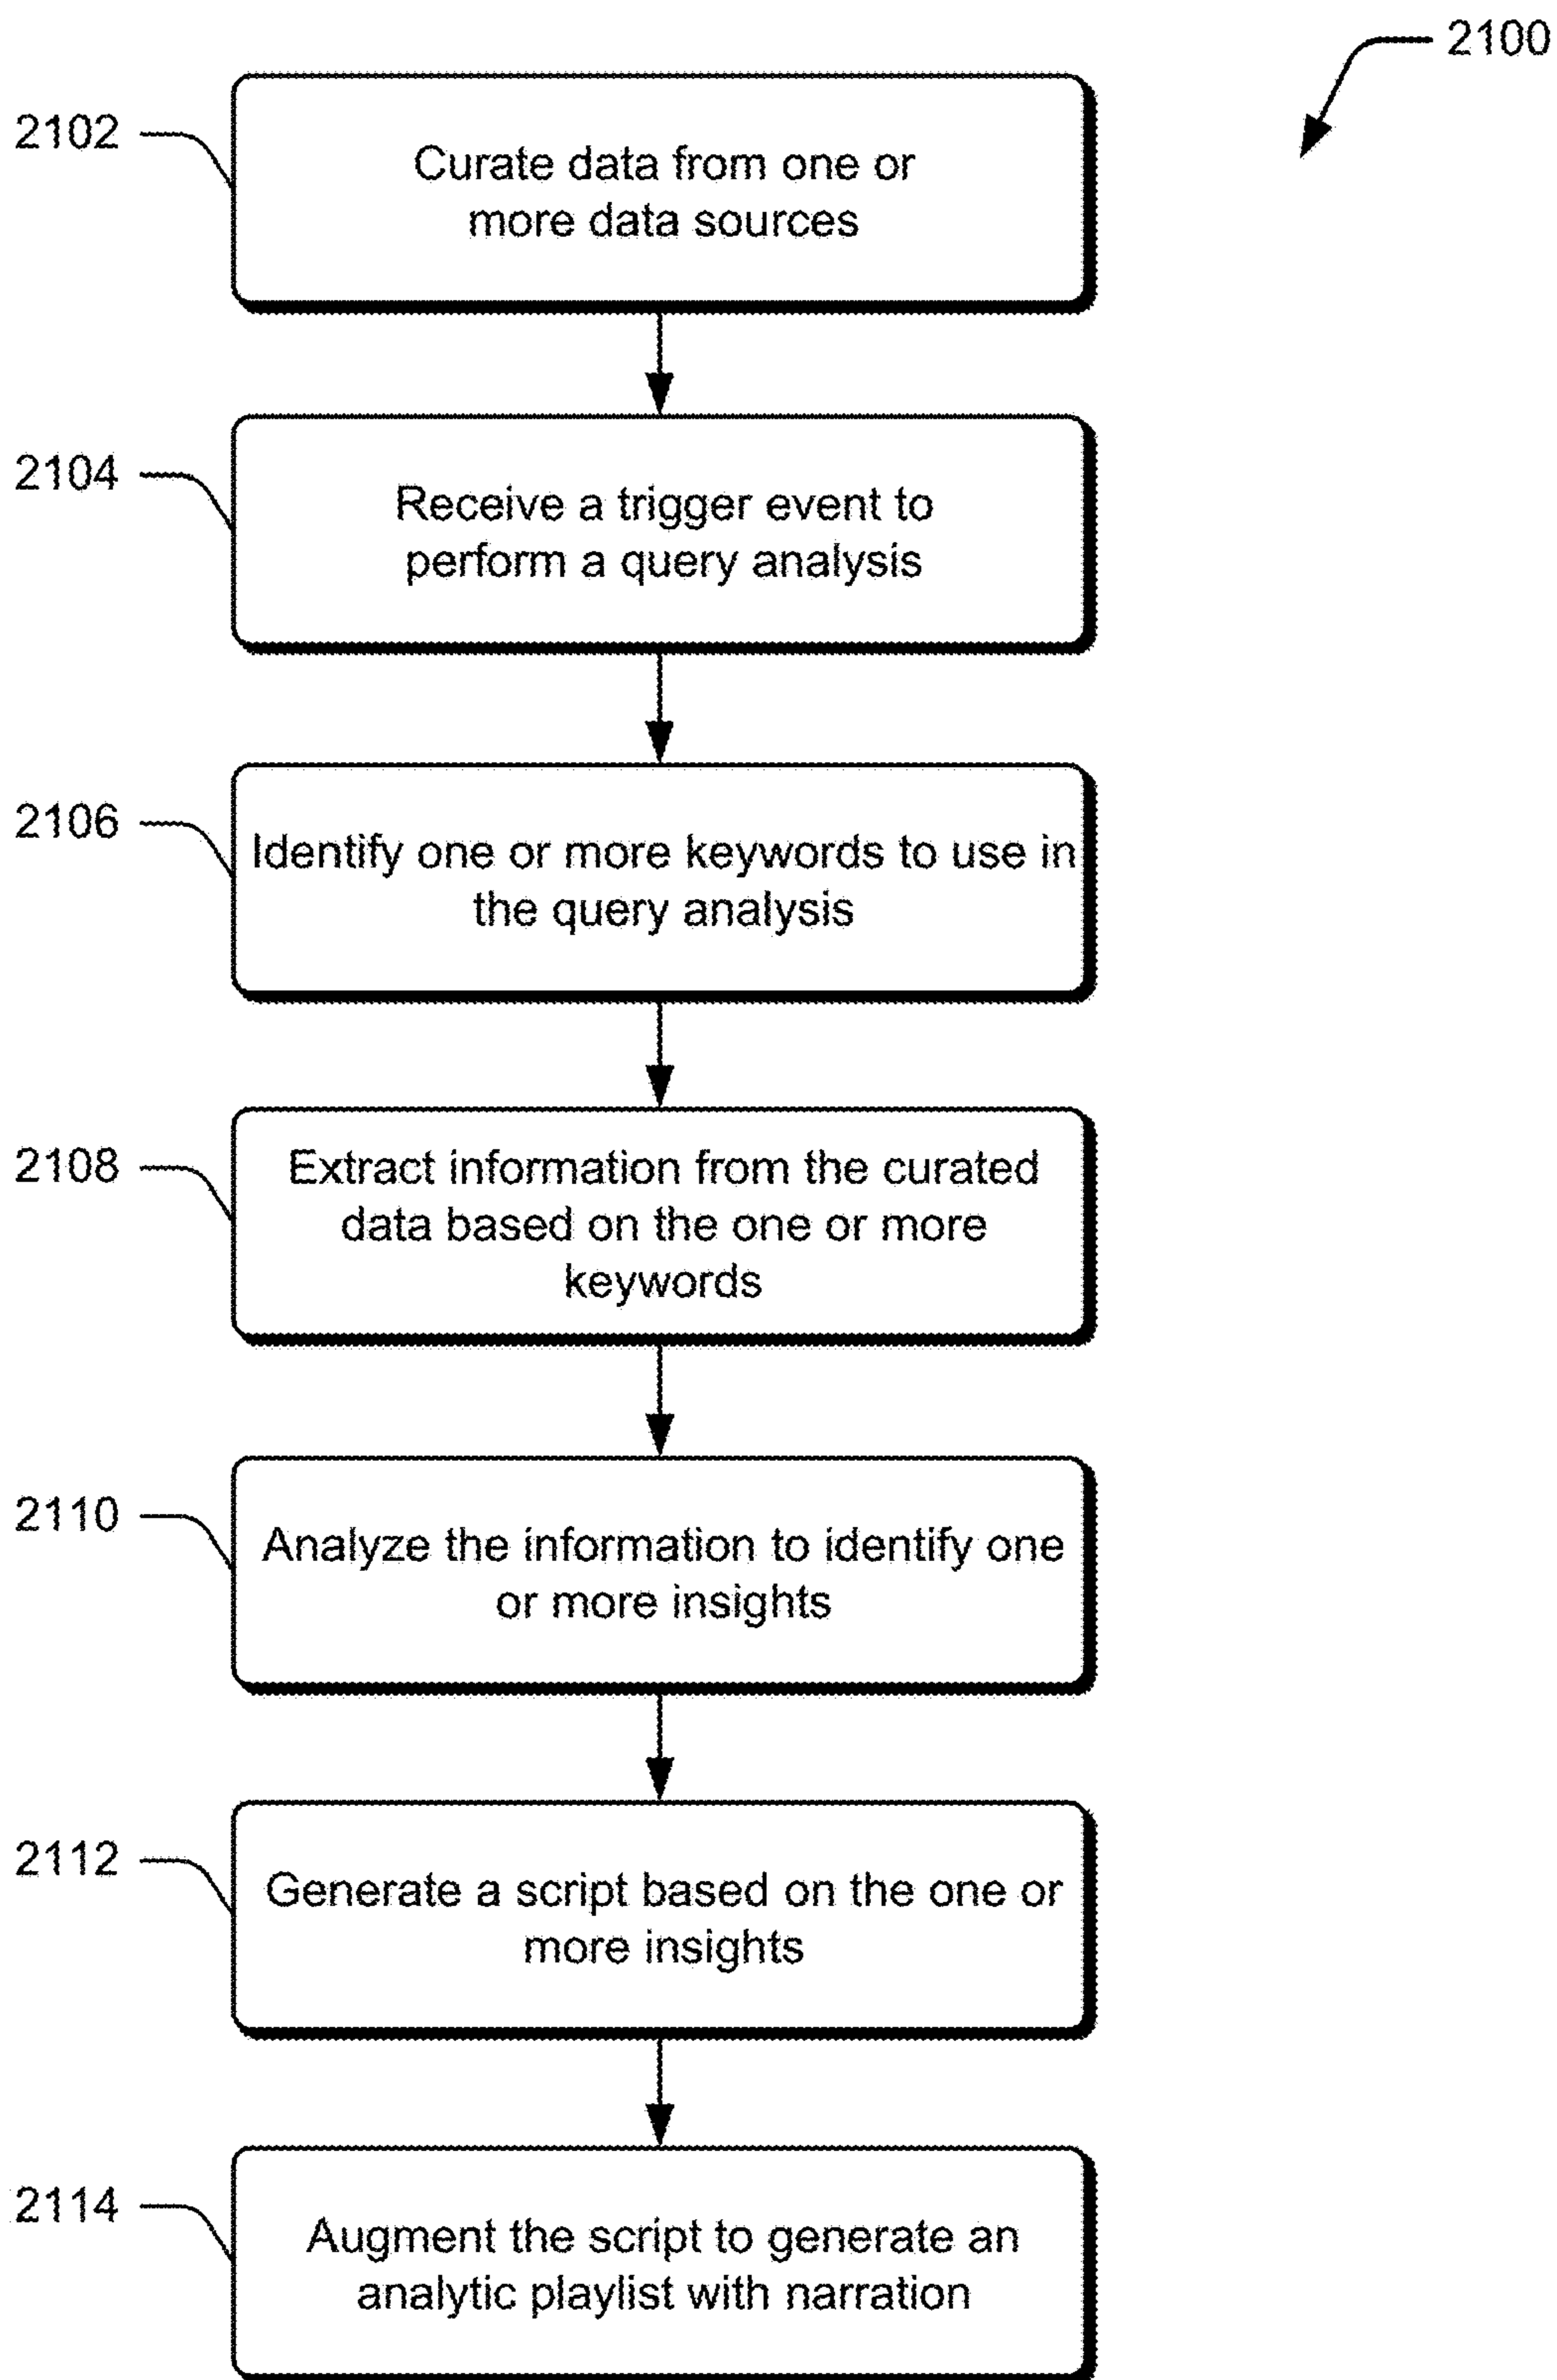 2100
2102
Curate data from one or
more data sources
2104
Receive a trigger event to
perform a query analysis
2106
Identify one or more keywords to use in
the query analysis
2108
Extract information from the curated
data based on the one or more
keywords
2110
Analyze the information to identify one
or more insights
2112
Generate a script based on the one or
more insights
2114
Augment the script to generate an
analytic playlist with narration